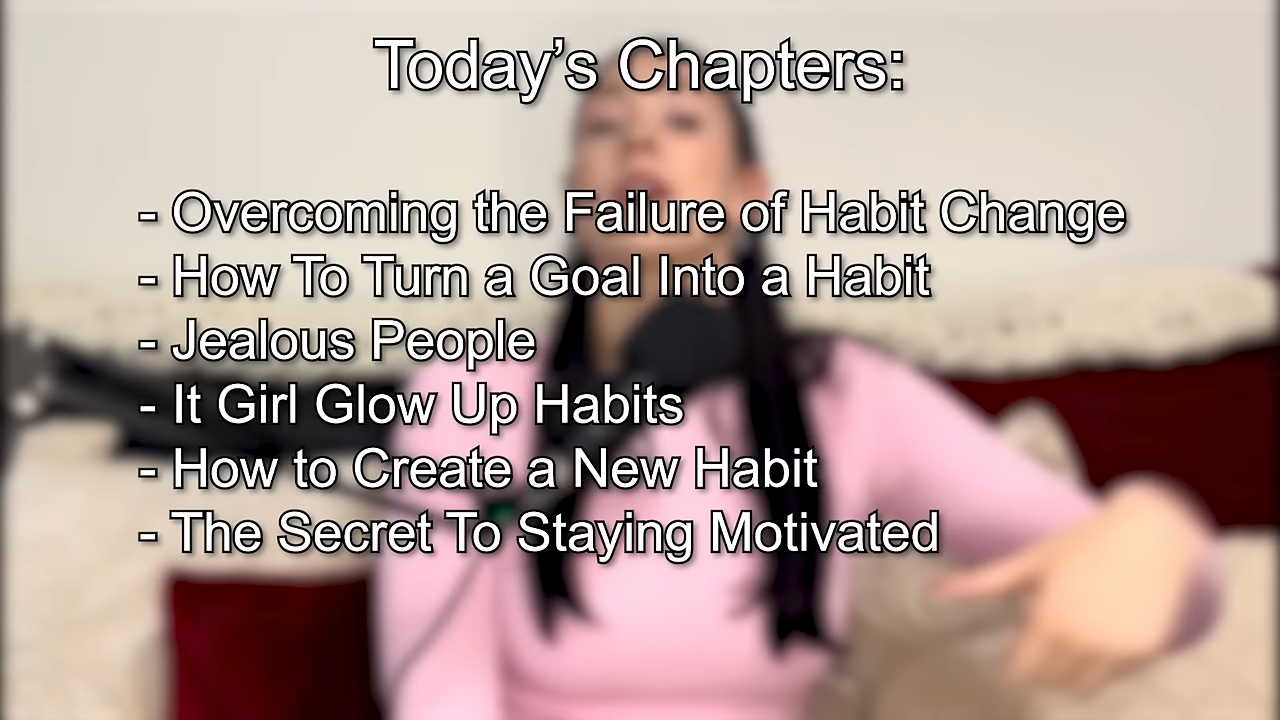 Today’s Chapters:
- Overcoming the Failure of Habit Change
- How To Turn a Goal Into a Habit
- Jealous People
- It Girl Glow Up Habits
- How to Create a New Habit
- The Secret To Staying Motivated